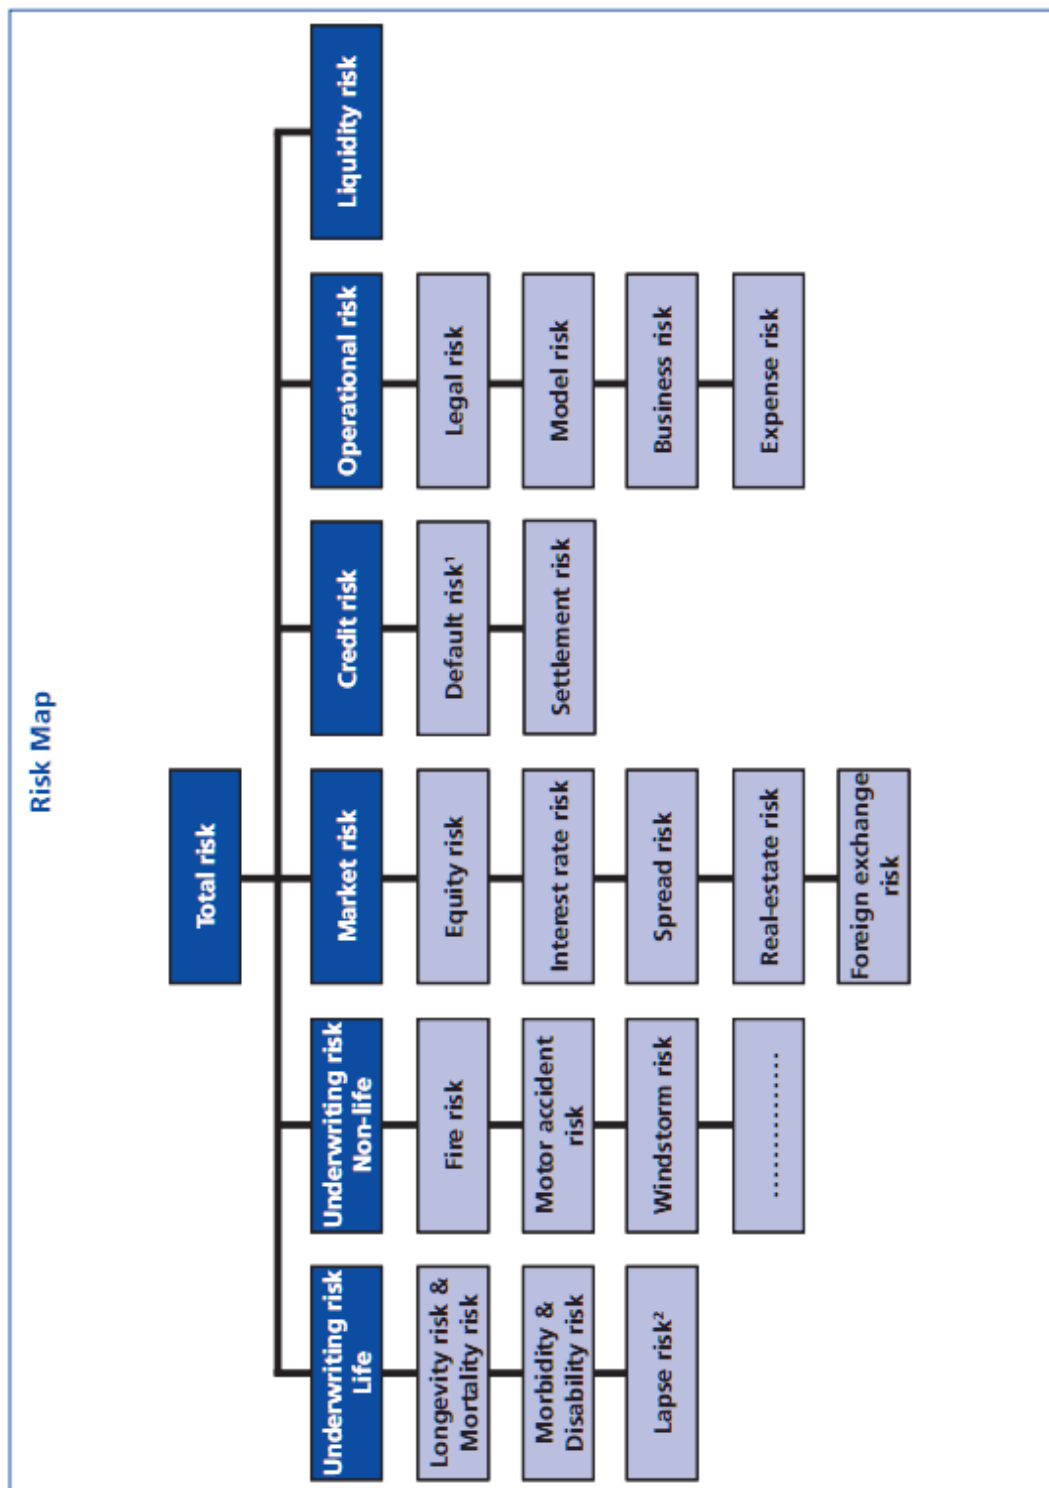 Risk Map
Total risk
Underwriting risk
Life
Underwriting risk
Non-life
Market risk
Credit risk
Operational risk
Liquidity risk
Longevity risk &
Mortality risk
Fire risk
Equity risk
Default risk¹
Legal risk
Morbidity &
Disability risk
Motor accident
risk
Interest rate risk
Settlement risk
Model risk
Lapse risk²
Windstorm risk
Spread risk
Business risk
..............
Real-estate risk
Expense risk
Foreign exchange
risk